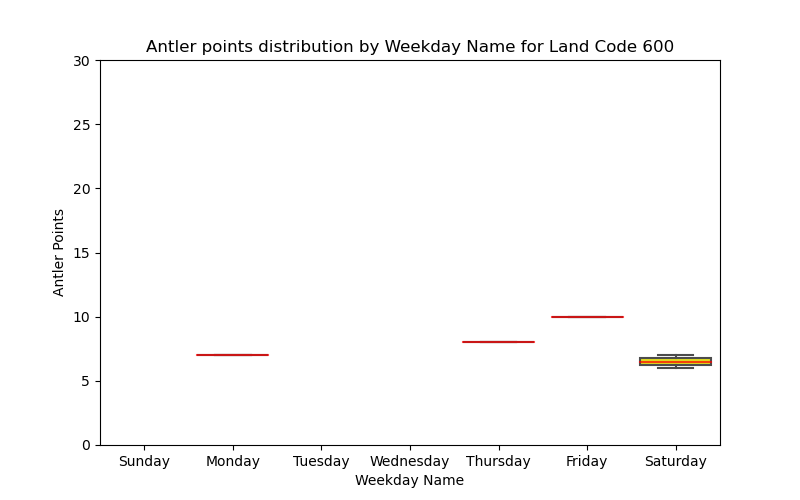 Antler points distribution by Weekday Name for Land Code 600
30
25
20
15
10
5
0
Antler Points
Sunday Monday Tuesday Wednesday Thursday Friday Saturday
Weekday Name